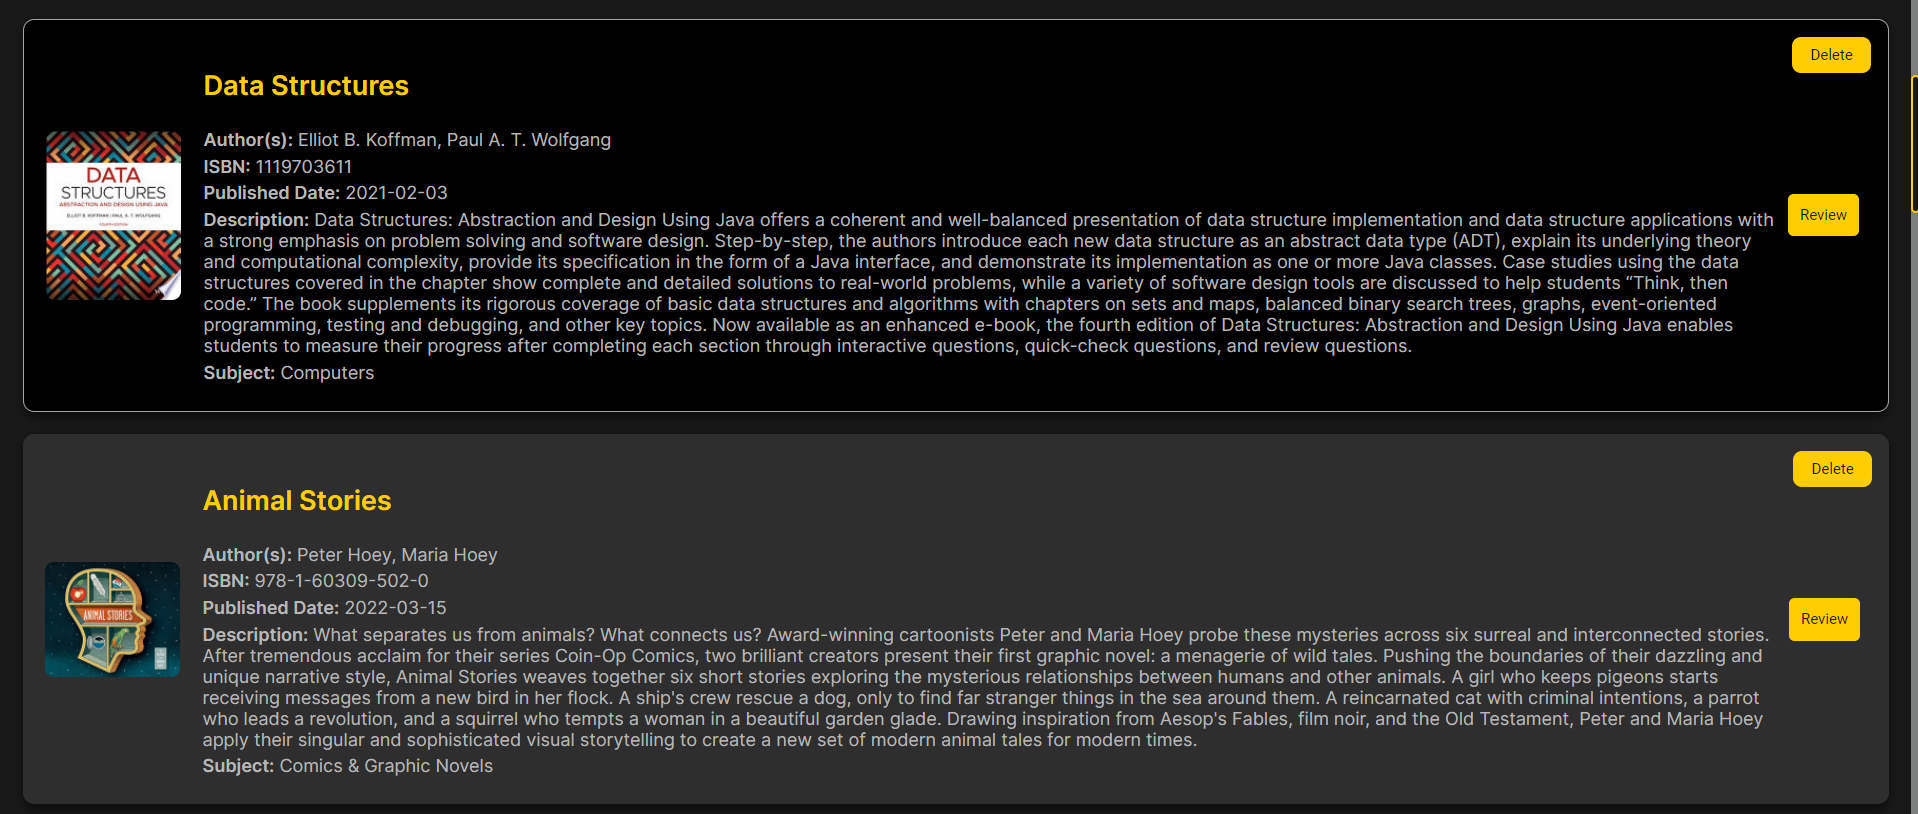 Delete
Data Structures
DATA
STRUCTURES
ABSTRACTION AND DESIGN USING JAVA
ELLIOT B. KOFFMAN | PAUL A. T. WOLFGANG
FOURTH EDITION
Author(s): Elliot B. Koffman, Paul A. T. Wolfgang
ISBN: 1119703611
Published Date: 2021-02-03
Description: Data Structures: Abstraction and Design Using Java offers a coherent and well-balanced presentation of data structure implementation and data structure applications with
a strong emphasis on problem solving and software design. Step-by-step, the authors introduce each new data structure as an abstract data type (ADT), explain its underlying theory
and computational complexity, provide its specification in the form of a Java interface, and demonstrate its implementation as one or more Java classes. Case studies using the data
structures covered in the chapter show complete and detailed solutions to real-world problems, while a variety of software design tools are discussed to help students “Think, then
code.” The book supplements its rigorous coverage of basic data structures and algorithms with chapters on sets and maps, balanced binary search trees, graphs, event-oriented
programming, testing and debugging, and other key topics. Now available as an enhanced e-book, the fourth edition of Data Structures: Abstraction and Design Using Java enables
students to measure their progress after completing each section through interactive questions, quick-check questions, and review questions.
Subject: Computers
Review
Delete
Animal Stories
ANIMAL STORIES
Author(s): Peter Hoey, Maria Hoey
ISBN: 978-1-60309-502-0
Published Date: 2022-03-15
Description: What separates us from animals? What connects us? Award-winning cartoonists Peter and Maria Hoey probe these mysteries across six surreal and interconnected stories.
After tremendous acclaim for their series Coin-Op Comics, two brilliant creators present their first graphic novel: a menagerie of wild tales. Pushing the boundaries of their dazzling and
unique narrative style, Animal Stories weaves together six short stories exploring the mysterious relationships between humans and other animals. A girl who keeps pigeons starts
receiving messages from a new bird in her flock. A ship's crew rescue a dog, only to find far stranger things in the sea around them. A reincarnated cat with criminal intentions, a parrot
who leads a revolution, and a squirrel who tempts a woman in a beautiful garden glade. Drawing inspiration from Aesop's Fables, film noir, and the Old Testament, Peter and Maria Hoey
apply their singular and sophisticated visual storytelling to create a new set of modern animal tales for modern times.
Subject: Comics & Graphic Novels
Review